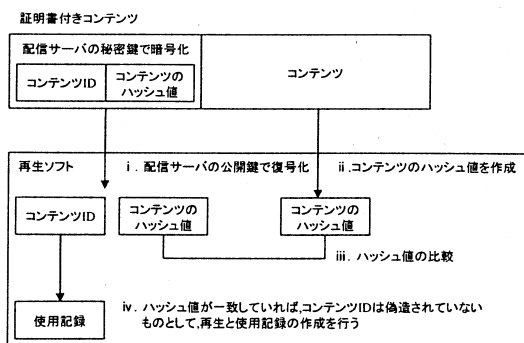 証明書付きコンテンツ
配信サーバの秘密鍵で暗号化
コンテンツID
コンテンツの
ハッシュ値
コンテンツ
再生ソフト
i．配信サーバの公開鍵で復号化
ii.コンテンツのハッシュ値を作成
コンテンツID
コンテンツの
ハッシュ値
コンテンツの
ハッシュ値
iii．ハッシュ値の比較
使用記録
iv．ハッシュ値が一致していれば,コンテンツIDは偽造されていない
ものとして,再生と使用記録の作成を行う